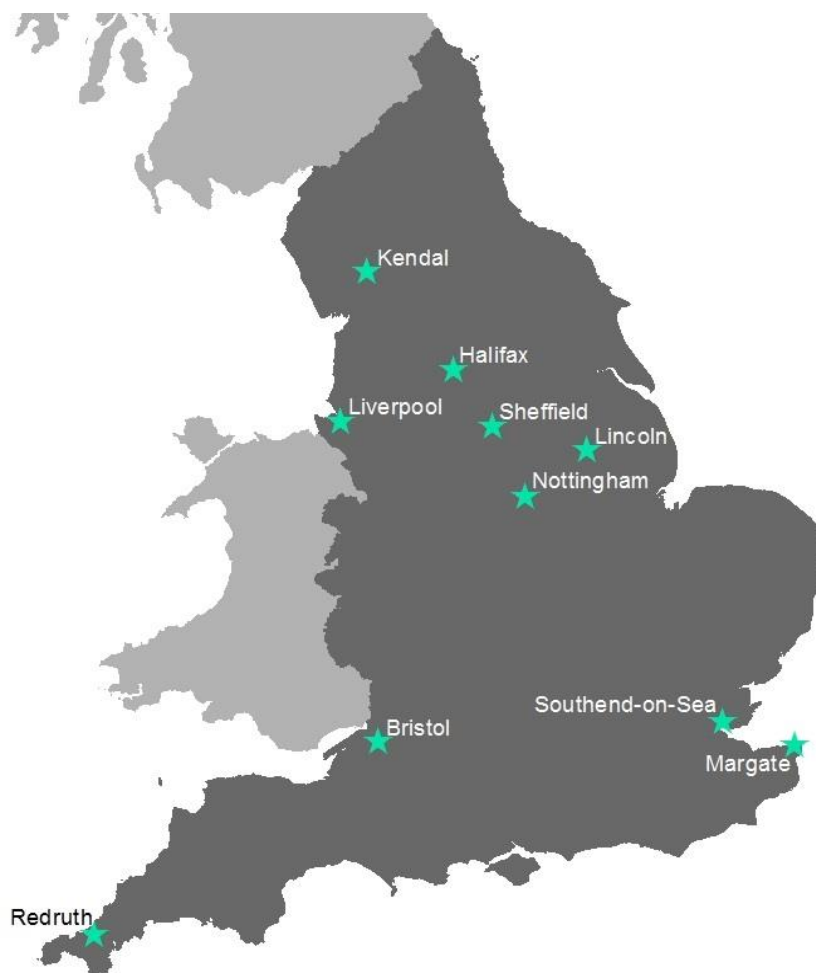 Kendal
Halifax
Liverpool
Sheffield
Lincoln
Nottingham
Southend-on-Sea
Bristol
Margate
Redruth